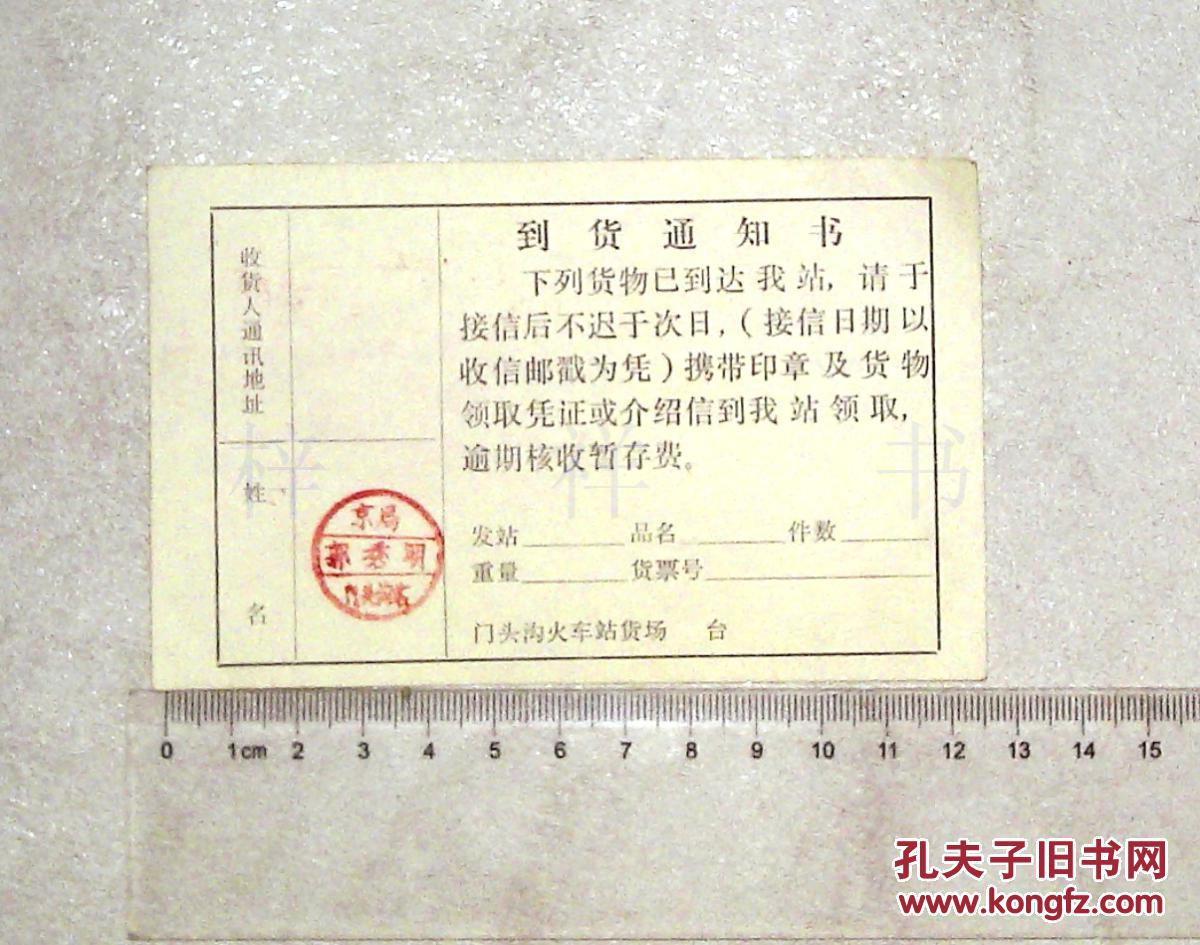 到货通知书
下列货物已到达我站，请于
接信后不迟于次日，（接信日期以
收信邮戳为凭）携带印章及货物
领取凭证或介绍信到我站领取，
逾期核收暂存费。
发站 品名 件数
重量 货票号
门头沟火车站货场 台
收货人通讯地址
姓名
京局
秀明
梓 样 书
0 1cm 2 3 4 5 6 7 8 9 10 11 12 13 14 15
孔夫子旧书网
www.kongfz.com